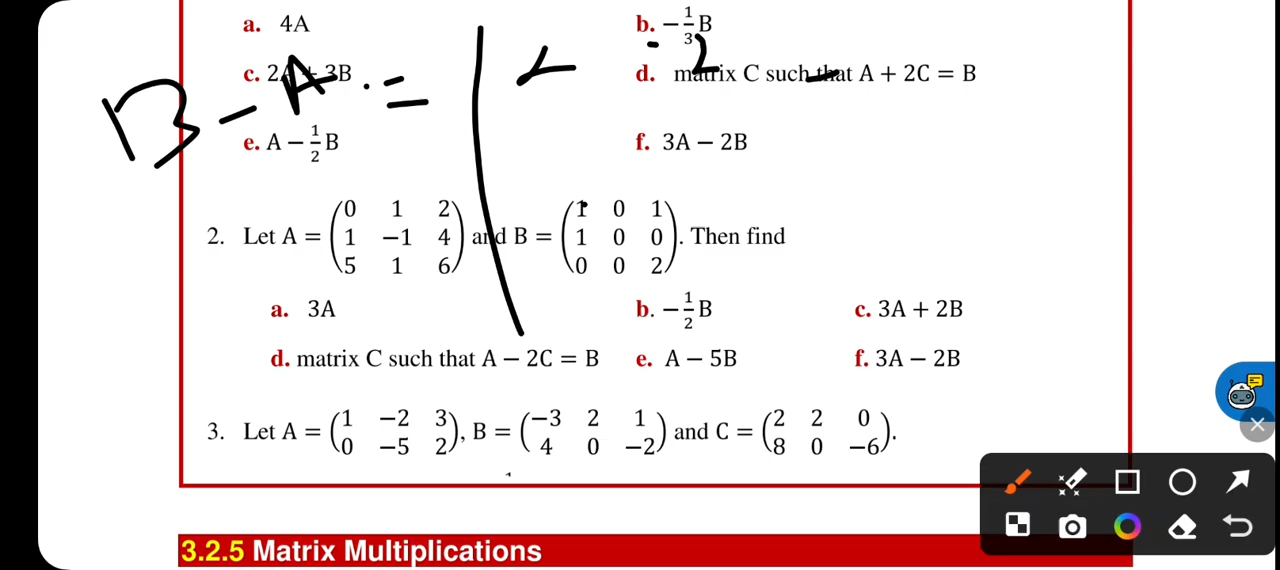 a. 4A b. −1/3 B
c. 2A + 3B d. matrix C such that A + 2C = B
B − A = 
e. A − 1/2 B f. 3A − 2B
2. Let A = (0 1 2; 1 −1 4; 5 1 6) and B = (1 0 1; 1 0 0; 0 0 2). Then find
a. 3A b. −1/2 B c. 3A + 2B
d. matrix C such that A − 2C = B e. A − 5B f. 3A − 2B
3. Let A = (1 −2 3; 0 −5 2), B = (−3 2 1; 4 0 −2) and C = (2 2 0; 8 0 −6).
3.2.5 Matrix Multiplications